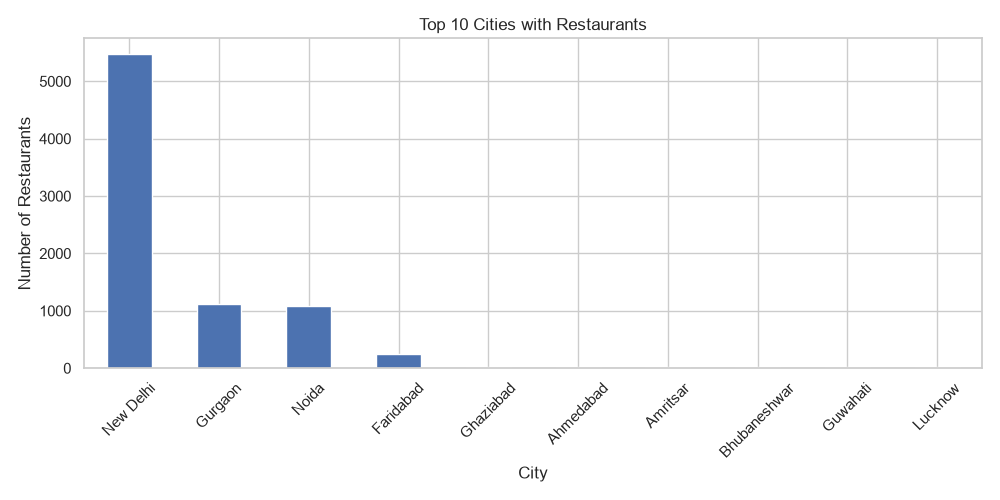 Top 10 Cities with Restaurants
Number of Restaurants
5000
4000
3000
2000
1000
0
New Delhi
Gurgaon
Noida
Faridabad
Ghaziabad
Ahmedabad
Amritsar
Bhubaneshwar
Guwahati
Lucknow
City